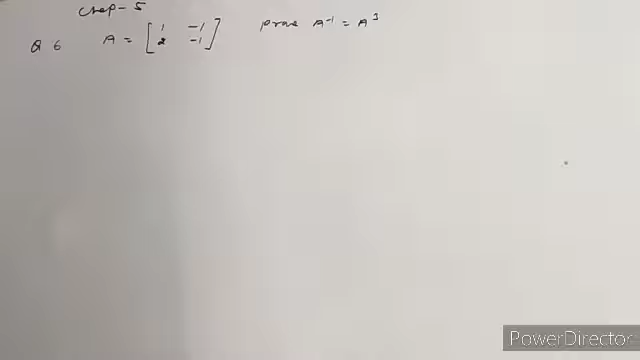 Chap-5
Q 6 A = [1 -1
2 -1] prove A⁻¹ = A³
PowerDirector